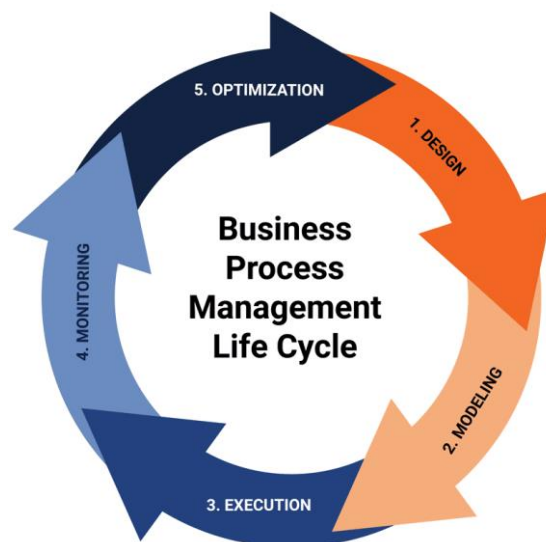 Business
Process
Management
Life Cycle
1. DESIGN
2. MODELING
3. EXECUTION
4. MONITORING
5. OPTIMIZATION